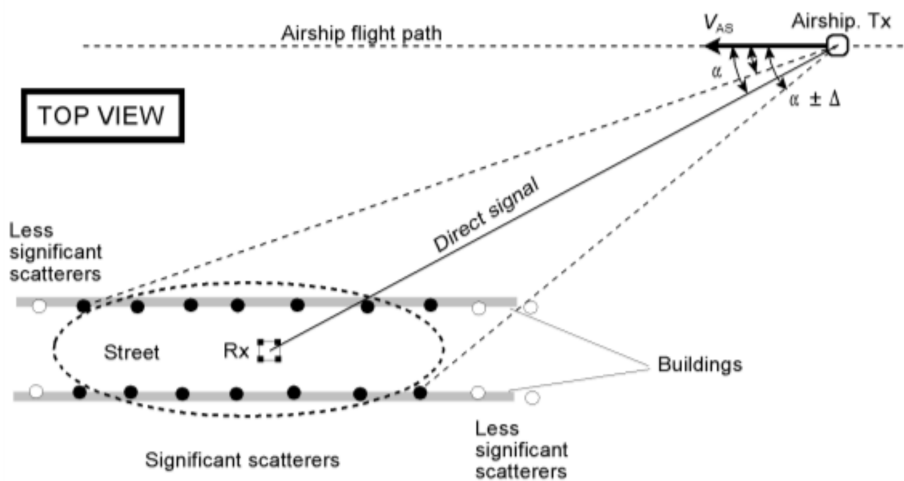 Airship flight path
V_AS
Airship. Tx
α
α ± Δ
TOP VIEW
Direct signal
Less
significant
scatterers
Street
Rx
Buildings
Significant scatterers
Less
significant
scatterers